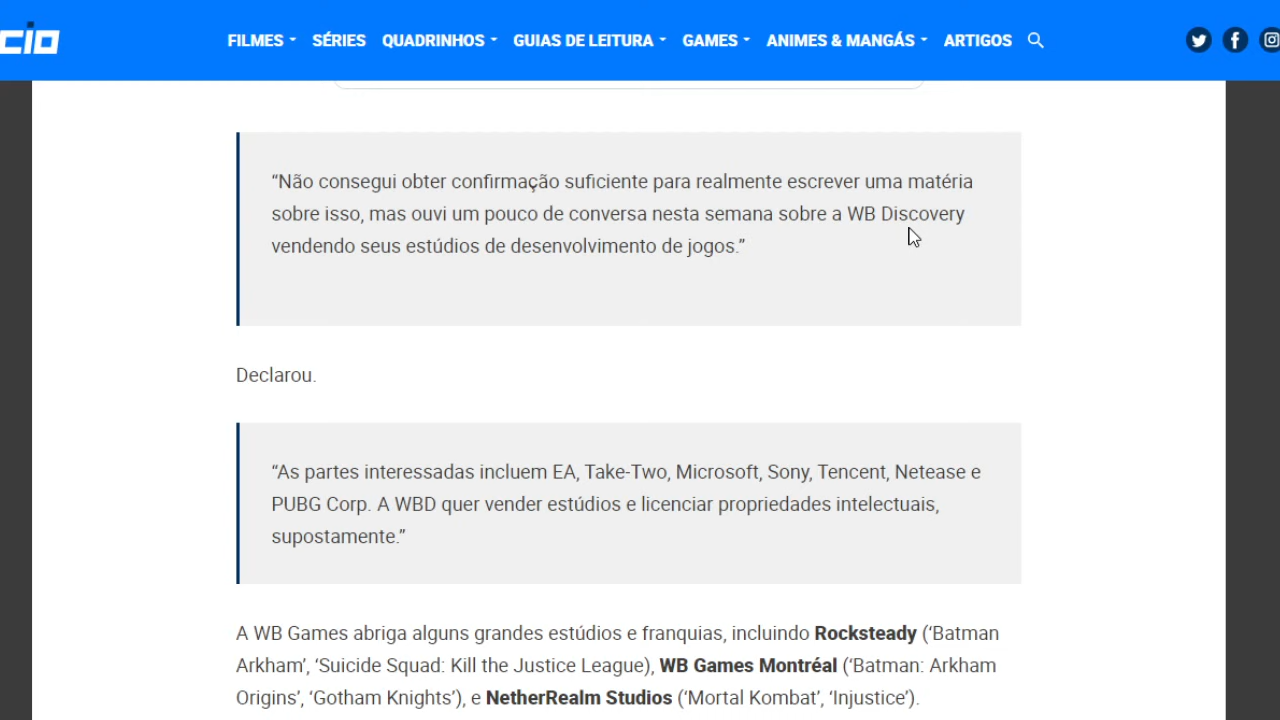 cio
FILMES SÉRIES QUADRINHOS GUIAS DE LEITURA GAMES ANIMES & MANGÁS ARTIGOS
“Não consegui obter confirmação suficiente para realmente escrever uma matéria
sobre isso, mas ouvi um pouco de conversa nesta semana sobre a WB Discovery
vendendo seus estúdios de desenvolvimento de jogos.”
Declarou.
“As partes interessadas incluem EA, Take-Two, Microsoft, Sony, Tencent, Netease e
PUBG Corp. A WBD quer vender estúdios e licenciar propriedades intelectuais,
supostamente.”
A WB Games abriga alguns grandes estúdios e franquias, incluindo Rocksteady (‘Batman
Arkham’, ‘Suicide Squad: Kill the Justice League), WB Games Montréal (‘Batman: Arkham
Origins’, ‘Gotham Knights’), e NetherRealm Studios (‘Mortal Kombat’, ‘Injustice’).